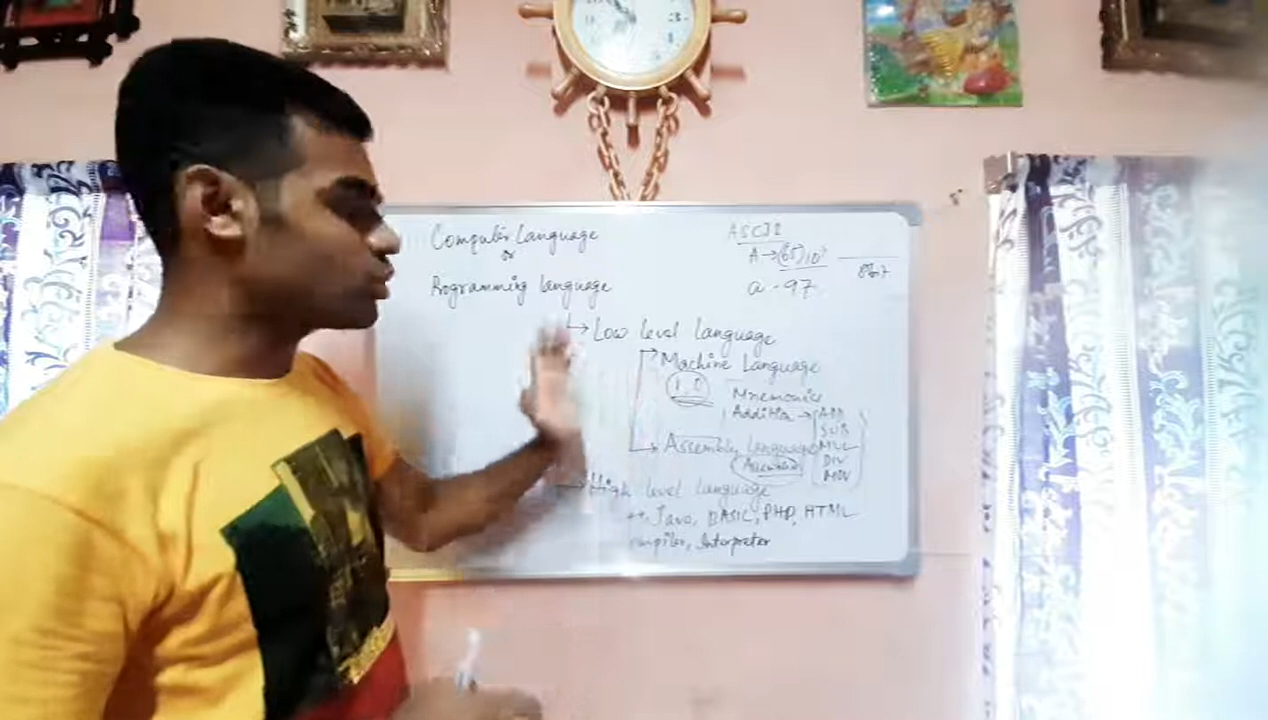 Computer Language
or
Programming language
ASCII
A→(65)10
8bit
a - 97
Low level language
Machine Language
1, 0
Mnemonics
Addition → ADD
SUB
Assembly Language MUL
Assembler DIV
MOV
High level language
++, Java, BASIC, PHP, HTML
mpiler, Interpreter